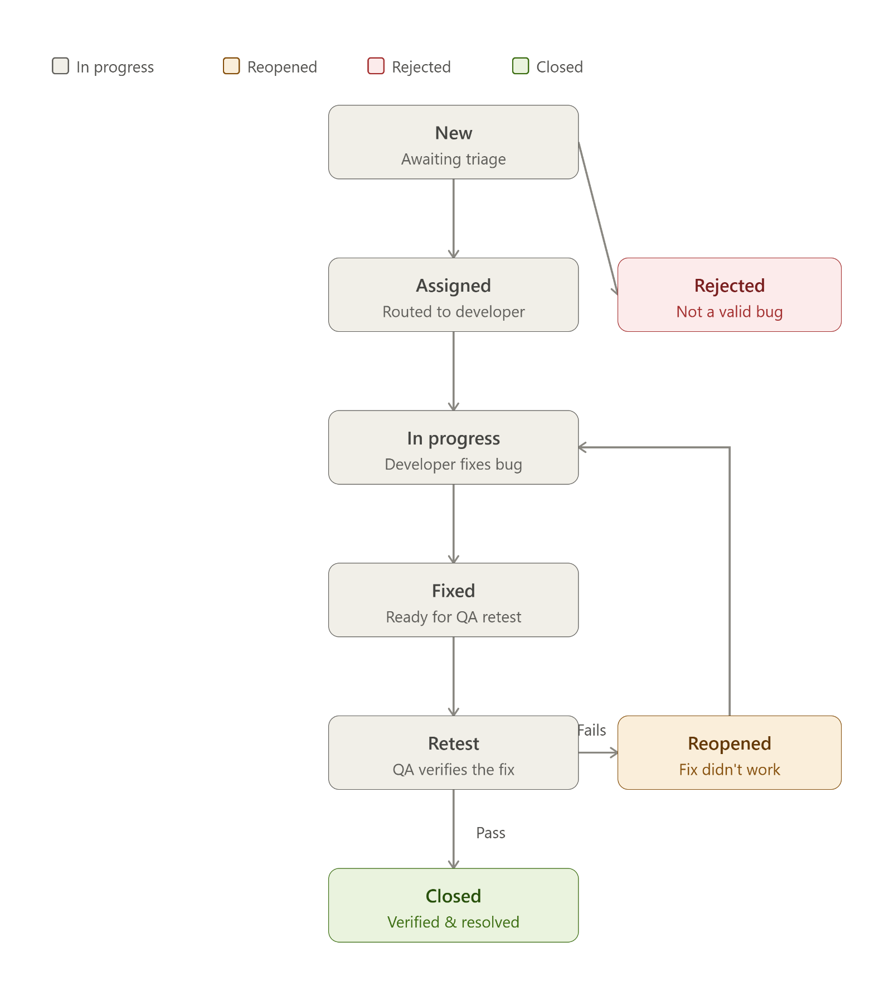 In progress
Reopened
Rejected
Closed
New
Awaiting triage
Assigned
Routed to developer
Rejected
Not a valid bug
In progress
Developer fixes bug
Fixed
Ready for QA retest
Retest
QA verifies the fix
Fails
Reopened
Fix didn't work
Pass
Closed
Verified & resolved